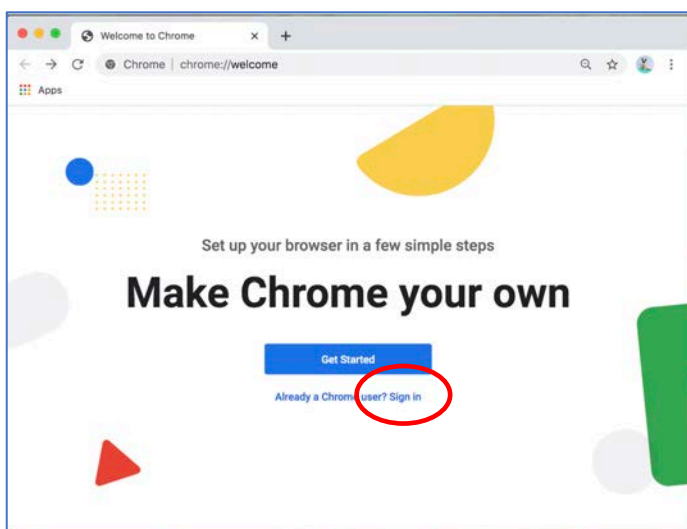 Welcome to Chrome
Chrome | chrome://welcome
Apps
Set up your browser in a few simple steps
Make Chrome your own
Get Started
Already a Chrome user? Sign in